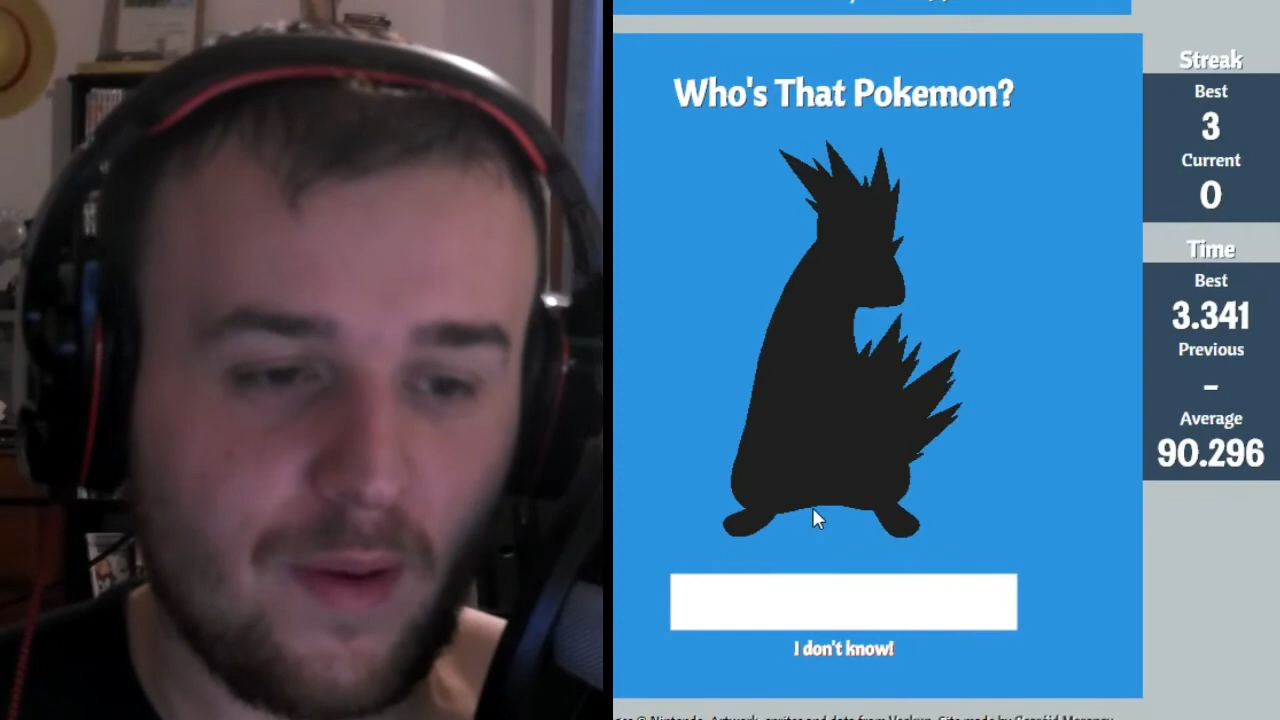 Who's That Pokemon?
I don't know!
Streak
Best
3
Current
0
Time
Best
3.341
Previous
-
Average
90.296